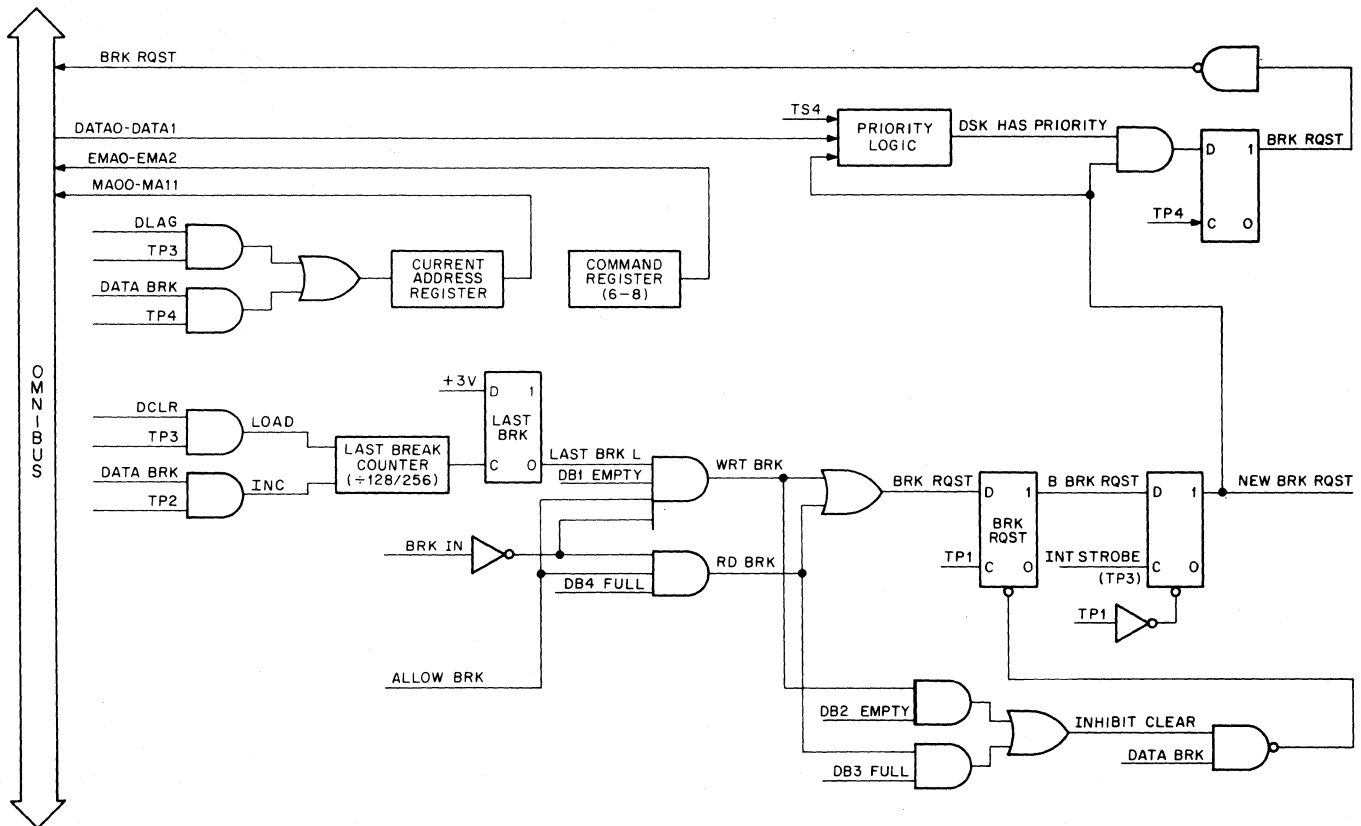 BRK RQST
TS4
DATA0-DATA1
PRIORITY
LOGIC
DSK HAS PRIORITY
D 1
BRK RQST
EMA0-EMA2
MA00-MA11
TP4
C 0
DLAG
TP3
DATA BRK
TP4
CURRENT
ADDRESS
REGISTER
COMMAND
REGISTER
(6-8)
OMNIBUS
+3V
D 1
LAST
BRK
C 0
DCLR
TP3
LOAD
DATA BRK
TP2
INC
LAST BREAK
COUNTER
(÷128/256)
LAST BRK L
DB1 EMPTY
WRT BRK
BRK RQST
D 1
BRK
RQST
C 0
TP1
B BRK RQST
D 1
C 0
NEW BRK RQST
INT STROBE
(TP3)
BRK IN
RD BRK
DB4 FULL
TP1
ALLOW BRK
DB2 EMPTY
INHIBIT CLEAR
DB3 FULL
DATA BRK